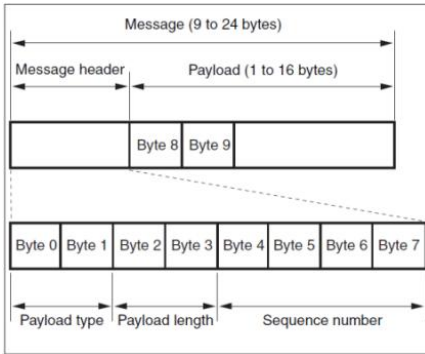 Message (9 to 24 bytes)
Message header Payload (1 to 16 bytes)
Byte 8 Byte 9
Byte 0 Byte 1 Byte 2 Byte 3 Byte 4 Byte 5 Byte 6 Byte 7
Payload type Payload length Sequence number